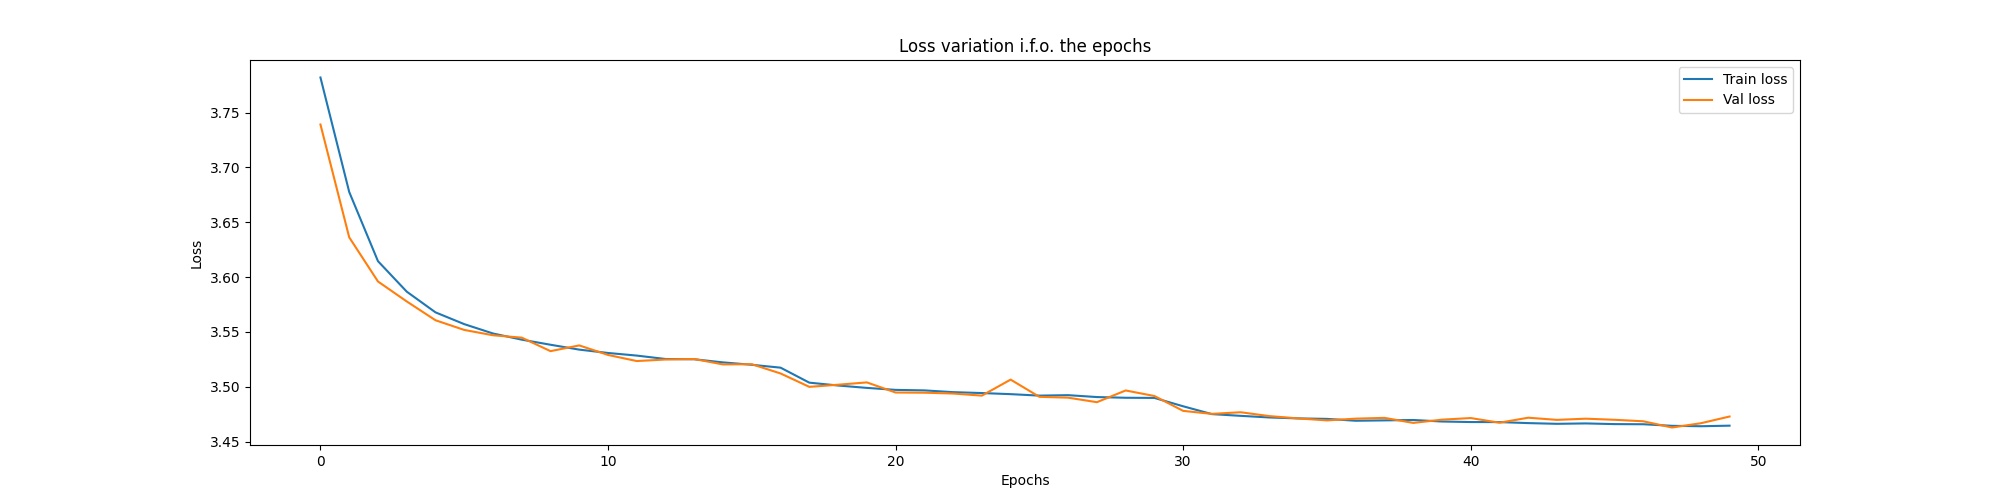 Loss variation i.f.o. the epochs
Train loss
Val loss
3.75
3.70
3.65
3.60
3.55
3.50
3.45
Loss
0 10 20 30 40 50
Epochs